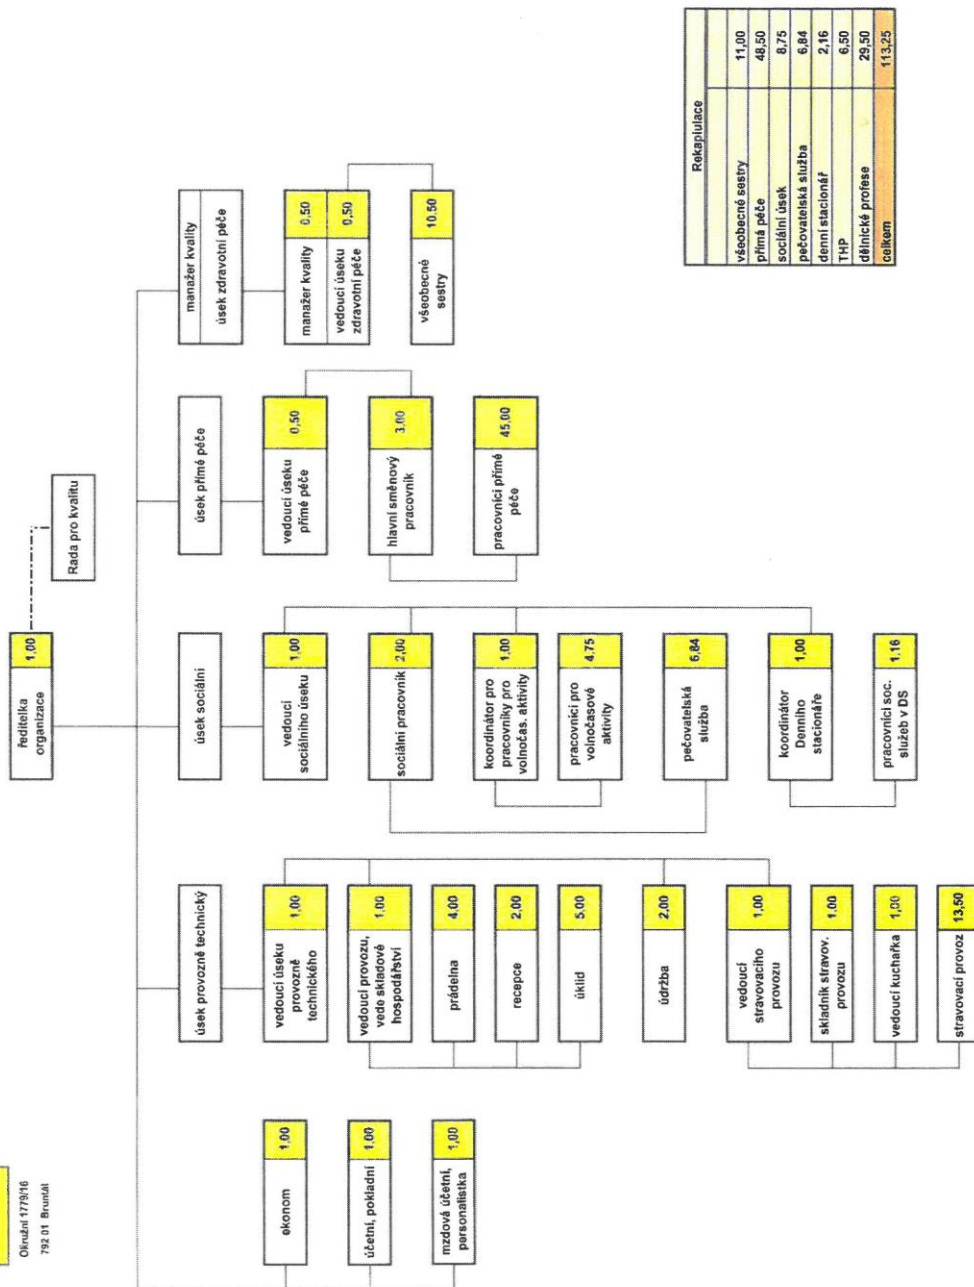 Okružní 1779/16
792 01 Bruntál
ředitelka
organizace
1,00
Rada pro kvalitu
ekonom
1,00
účetní, pokladní
1,00
mzdová účetní,
personalistka
1,00
úsek provozně technický
vedoucí úseku
provozně
technického
1,00
vedoucí provozu,
vede skladové
hospodářství
1,00
prádelna
4,00
recepce
2,00
úklid
5,00
údržba
2,00
vedoucí
stravovacího
provozu
1,00
skladník stravov.
provozu
1,00
vedoucí kuchařka
1,00
stravovací provoz
13,50
úsek sociální
vedoucí
sociálního úseku
1,00
sociální pracovník
2,00
koordinátor pro
pracovníky pro
volnočas. aktivity
1,00
pracovníci pro
volnočasové
aktivity
4,75
pečovatelská
služba
6,84
koordinátor
Denního
stacionáře
1,00
pracovníci soc.
služeb v DS
1,16
úsek přímé péče
vedoucí úseku
přímé péče
0,50
hlavní směnový
pracovník
3,00
pracovníci přímé
péče
45,00
manažer kvality
úsek zdravotní péče
manažer kvality
0,50
vedoucí úseku
zdravotní péče
0,50
všeobecné
sestry
10,50
Rekapiulace
všeobecné sestry 11,00
přímá péče 48,50
sociální úsek 8,75
pečovatelská služba 6,84
denní stacionář 2,16
THP 6,50
dělnické profese 29,50
celkem 113,25